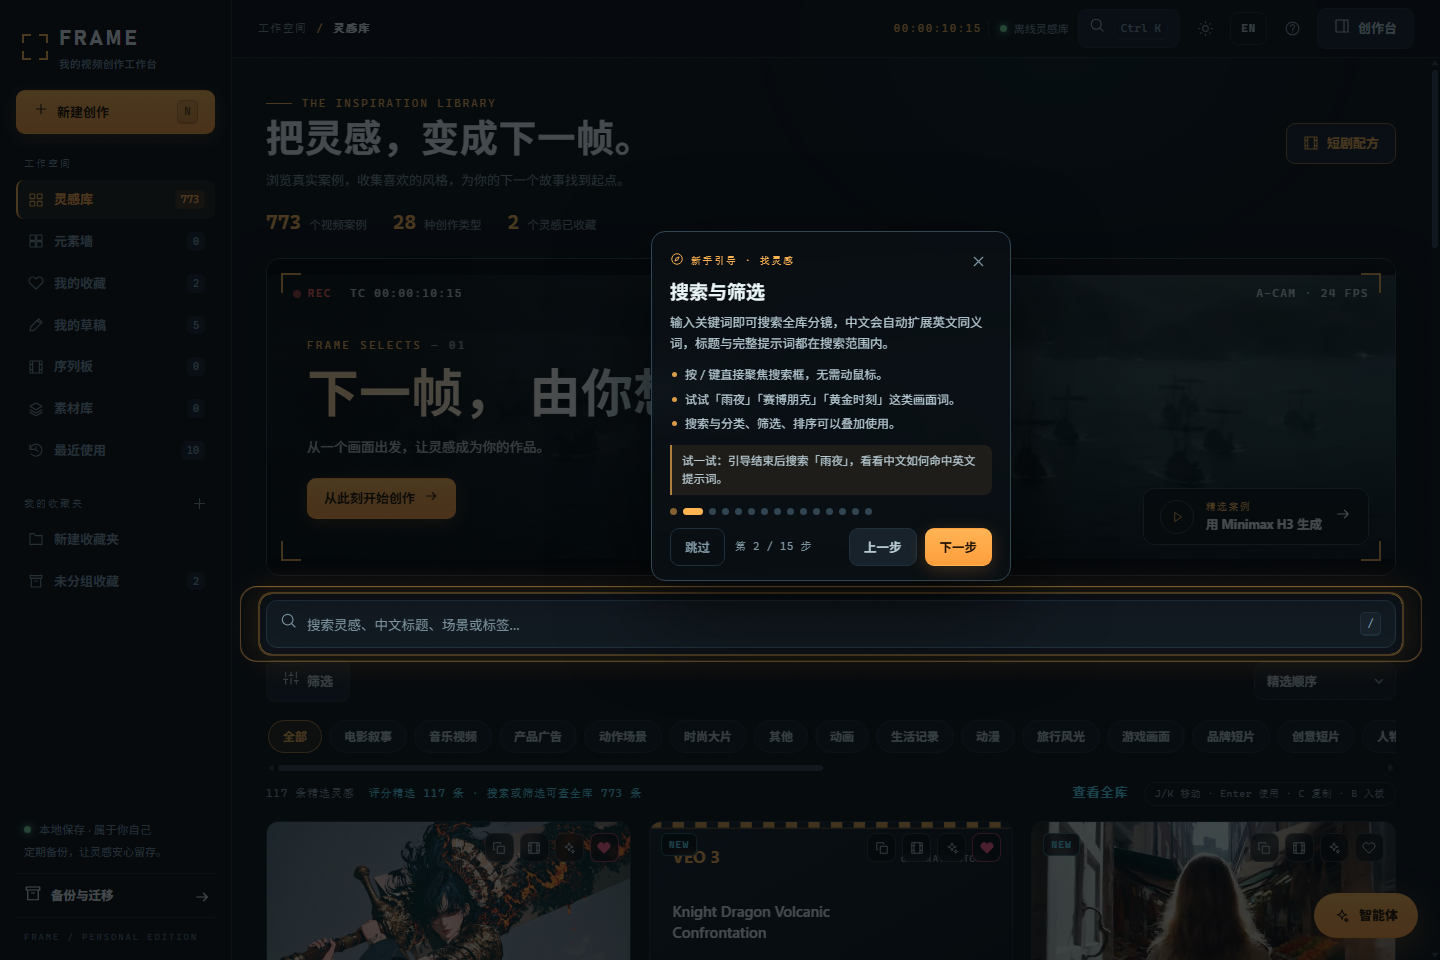 FRAME
我的视频创作工作台
新建创作
N
工作空间
灵感库
773
元素墙
0
我的收藏
2
我的草稿
5
序列板
0
素材库
0
最近使用
10
我的收藏夹
新建收藏夹
未分组收藏
2
本地保存 · 属于你自己
定期备份，让灵感安心留存。
备份与迁移
FRAME / PERSONAL EDITION
工作空间 / 灵感库
00:00:10:15
离线灵感库
Ctrl K
EN
创作台
THE INSPIRATION LIBRARY
把灵感，变成下一帧。
浏览真实案例，收集喜欢的风格，为你的下一个故事找到起点。
短剧配方
773 个视频案例
28 种创作类型
2 个灵感已收藏
REC TC 00:00:10:15
A-CAM · 24 FPS
FRAME SELECTS — 01
下一帧， 由你想
从一个画面出发，让灵感成为你的作品。
从此刻开始创作
精选案例
用 Minimax H3 生成
新手引导 · 找灵感
搜索与筛选
输入关键词即可搜索全库分镜，中文会自动扩展英文同义
词，标题与完整提示词都在搜索范围内。
按 / 键直接聚焦搜索框，无需动鼠标。
试试「雨夜」「赛博朋克」「黄金时刻」这类画面词。
搜索与分类、筛选、排序可以叠加使用。
试一试：引导结束后搜索「雨夜」，看看中文如何命中英文
提示词。
跳过
第 2 / 15 步
上一步
下一步
搜索灵感、中文标题、场景或标签...
/
筛选
精选顺序
全部
电影叙事
音乐视频
产品广告
动作场景
时尚大片
其他
动画
生活记录
动漫
旅行风光
游戏画面
品牌短片
创意短片
117 条精选灵感
评分精选 117 条 · 搜索或筛选可查全库 773 条
查看全库
J/K 移动 · Enter 使用 · C 复制 · B 入板
NEW
VEO 3
Knight Dragon Volcanic
Confrontation
NEW
智能体